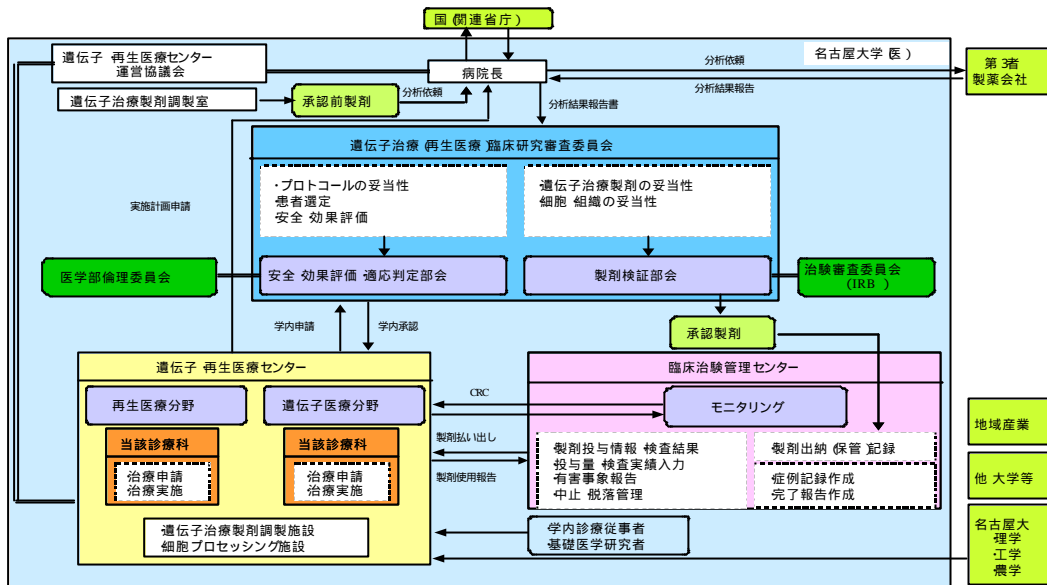 国(関連省庁)
遺伝子・再生医療センター
運営協議会
病院長
名古屋大学(医)
分析依頼
分析結果報告
第3者
製薬会社
遺伝子治療製剤調製室
承認前製剤
分析依頼
分析結果報告書
遺伝子治療(再生医療)臨床研究審査委員会
・プロトコールの妥当性
・患者選定
・安全・効果評価
・遺伝子治療製剤の妥当性
・細胞・組織の妥当性
実施計画申請
医学部倫理委員会
安全・効果評価・適応判定部会
製剤検証部会
治験審査委員会
(IRB)
学内申請
学内承認
承認製剤
遺伝子・再生医療センター
臨床治験管理センター
再生医療分野
遺伝子医療分野
CRC
モニタリング
当該診療科
当該診療科
治療申請
治療実施
治療申請
治療実施
製剤払い出し
製剤使用報告
・製剤投与情報・検査結果
・投与量・検査実績入力
・有害事象報告
・中止・脱落管理
・製剤出納(保管)記録
・症例記録作成
・完了報告作成
地域産業
他大学等
・遺伝子治療製剤調製施設
・細胞プロセッシング施設
・学内診療従事者
・基礎医学研究者
名古屋大
・理学
・工学
・農学